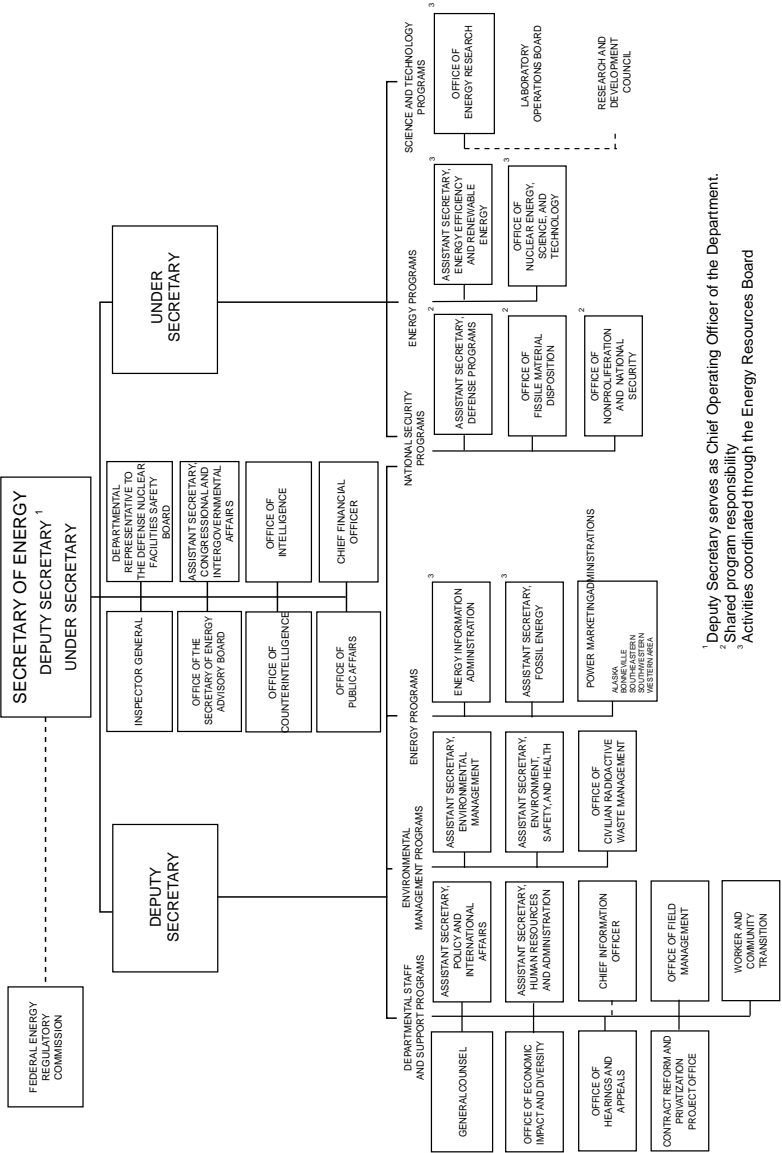 SECRETARY OF ENERGY
DEPUTY SECRETARY 1
UNDER SECRETARY
FEDERAL ENERGY
REGULATORY
COMMISSION
DEPUTY
SECRETARY
UNDER
SECRETARY
INSPECTOR GENERAL
DEPARTMENTAL
REPRESENTATIVE TO
THE DEFENSE NUCLEAR
FACILITIES SAFETY
BOARD
OFFICE OF THE
SECRETARY OF ENERGY
ADVISORY BOARD
ASSISTANT SECRETARY,
CONGRESSIONAL AND
INTERGOVERNMENTAL
AFFAIRS
OFFICE OF
COUNTERINTELLIGENCE
OFFICE OF
INTELLIGENCE
OFFICE OF
PUBLIC AFFAIRS
CHIEF FINANCIAL
OFFICER
DEPARTMENTAL STAFF
AND SUPPORT PROGRAMS
GENERAL COUNSEL
ASSISTANT SECRETARY,
POLICY AND
INTERNATIONAL
AFFAIRS
OFFICE OF ECONOMIC
IMPACT AND DIVERSITY
ASSISTANT SECRETARY,
HUMAN RESOURCES
AND ADMINISTRATION
OFFICE OF
HEARINGS AND
APPEALS
CHIEF INFORMATION
OFFICER
CONTRACT REFORM AND
PRIVATIZATION
PROJECT OFFICE
OFFICE OF FIELD
MANAGEMENT
WORKER AND
COMMUNITY
TRANSITION
ENVIRONMENTAL
MANAGEMENT PROGRAMS
ASSISTANT SECRETARY,
ENVIRONMENTAL
MANAGEMENT
ASSISTANT SECRETARY,
ENVIRONMENT,
SAFETY, AND HEALTH
OFFICE OF
CIVILIAN RADIOACTIVE
WASTE MANAGEMENT
ENERGY PROGRAMS
3
ENERGY INFORMATION
ADMINISTRATION
3
ASSISTANT SECRETARY,
FOSSIL ENERGY
POWER MARKETING ADMINISTRATIONS
ALASKA
BONNEVILLE
SOUTHEASTERN
SOUTHWESTERN
WESTERN AREA
NATIONAL SECURITY
PROGRAMS
2
ASSISTANT SECRETARY,
DEFENSE PROGRAMS
OFFICE OF
FISSILE MATERIAL
DISPOSITION
2
OFFICE OF
NONPROLIFERATION
AND NATIONAL
SECURITY
ENERGY PROGRAMS
3
ASSISTANT SECRETARY,
ENERGY EFFICIENCY
AND RENEWABLE
ENERGY
3
OFFICE OF
NUCLEAR ENERGY,
SCIENCE, AND
TECHNOLOGY
SCIENCE AND TECHNOLOGY
PROGRAMS
3
OFFICE OF
ENERGY RESEARCH
LABORATORY
OPERATIONS BOARD
RESEARCH AND
DEVELOPMENT
COUNCIL
1 Deputy Secretary serves as Chief Operating Officer of the Department.
2 Shared program responsibility
3 Activities coordinated through the Energy Resources Board